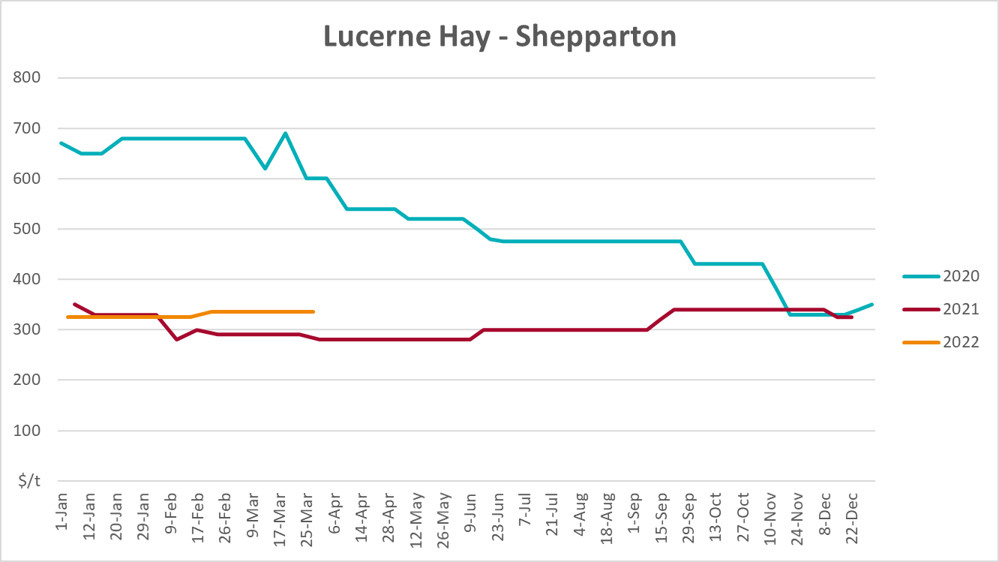 Lucerne Hay - Shepparton
800
700
600
500
400
300
200
100
$/t
1-Jan
12-Jan
20-Jan
29-Jan
9-Feb
17-Feb
26-Feb
9-Mar
17-Mar
25-Mar
6-Apr
14-Apr
28-Apr
12-May
26-May
9-Jun
23-Jun
7-Jul
21-Jul
4-Aug
18-Aug
1-Sep
15-Sep
29-Sep
13-Oct
27-Oct
10-Nov
24-Nov
8-Dec
22-Dec
2020
2021
2022